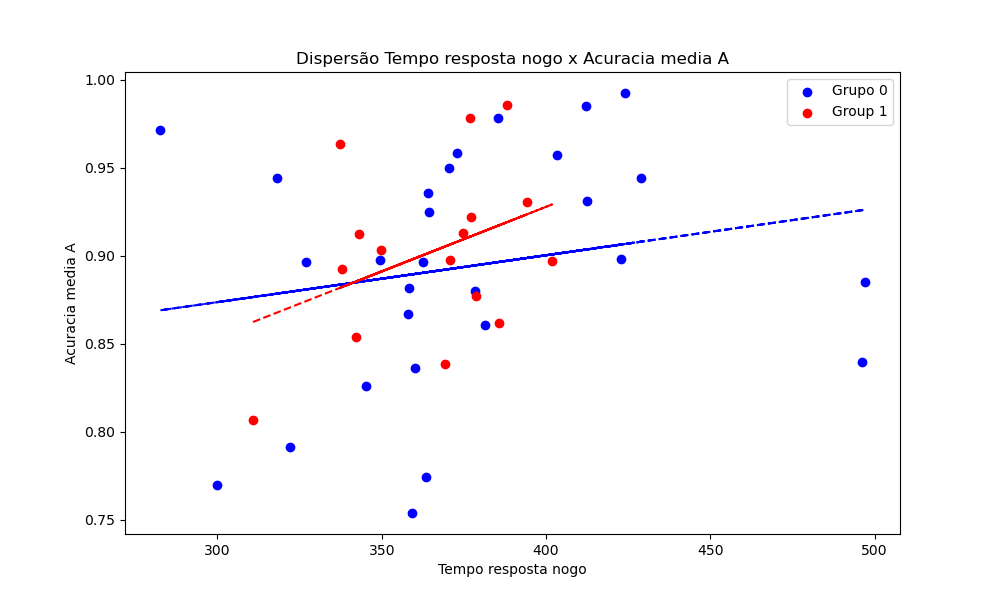 Dispersão Tempo resposta nogo x Acuracia media A
Grupo 0
Group 1
1.00
0.95
0.90
0.85
0.80
0.75
Acuracia media A
300
350
400
450
500
Tempo resposta nogo